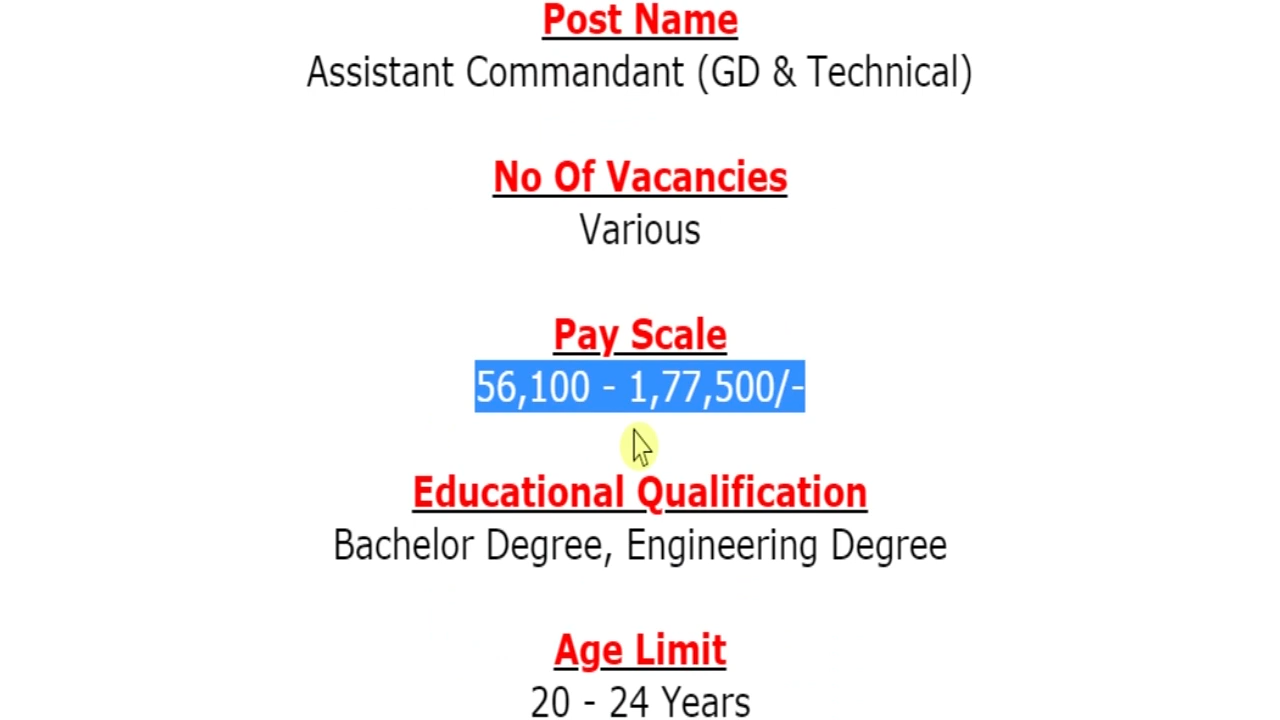 Post Name
Assistant Commandant (GD & Technical)
No Of Vacancies
Various
Pay Scale
56,100 - 1,77,500/-
Educational Qualification
Bachelor Degree, Engineering Degree
Age Limit
20 - 24 Years